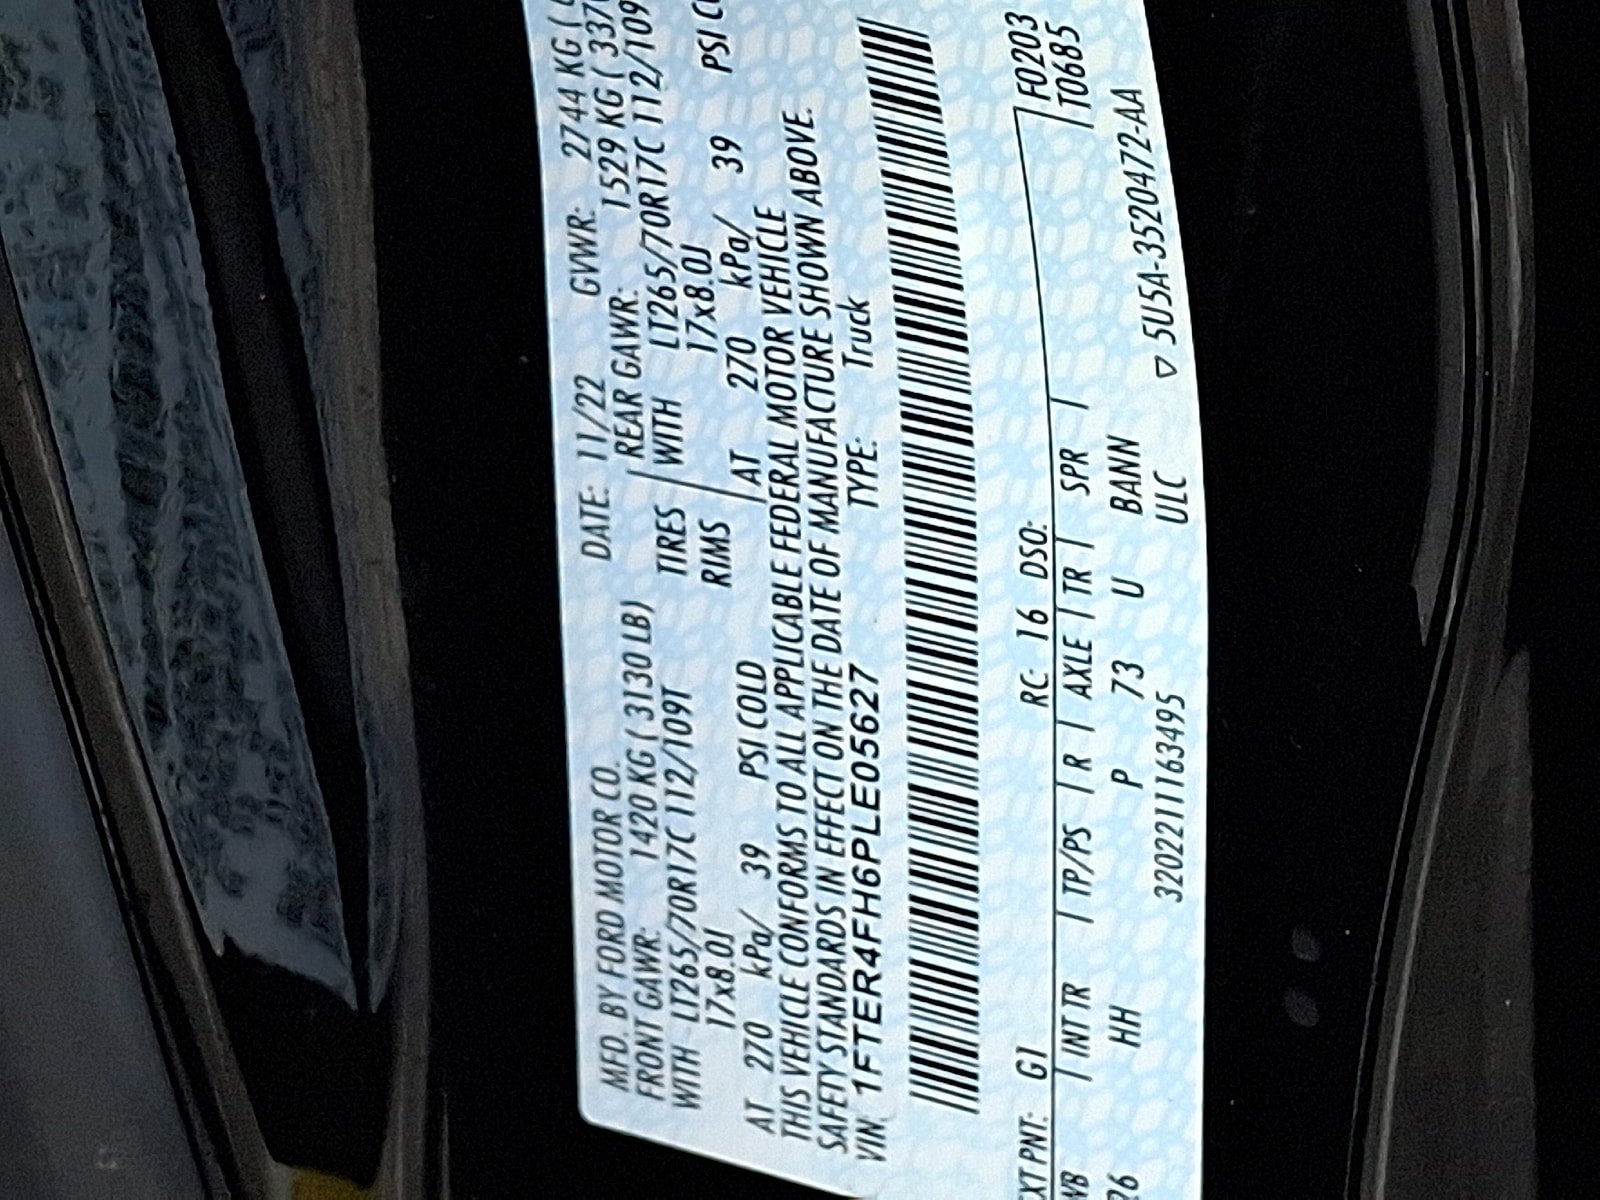 MFD. BY FORD MOTOR CO. DATE: 11/22 GVWR: 2744 KG (
FRONT GAWR: 1420 KG ( 3130 LB) REAR GAWR: 1529 KG ( 337
WITH LT265/70R17C 112/109T TIRES WITH LT265/70R17C 112/109
17x8.0J RIMS 17x8.0J
AT 270 kPa/ 39 PSI COLD AT 270 kPa/ 39 PSI
THIS VEHICLE CONFORMS TO ALL APPLICABLE FEDERAL MOTOR VEHICLE
SAFETY STANDARDS IN EFFECT ON THE DATE OF MANUFACTURE SHOWN ABOVE.
VIN: 1FTER4FH6PLE05627 TYPE: Truck
XT PNT: G1 RC: 16 DSO: F0203
WB | INT TR | TP/PS | R | AXLE | TR | SPR | T0685
26 HH P 73 U BANN
3202211163495 ULC ▽ 5U5A-3520472-AA